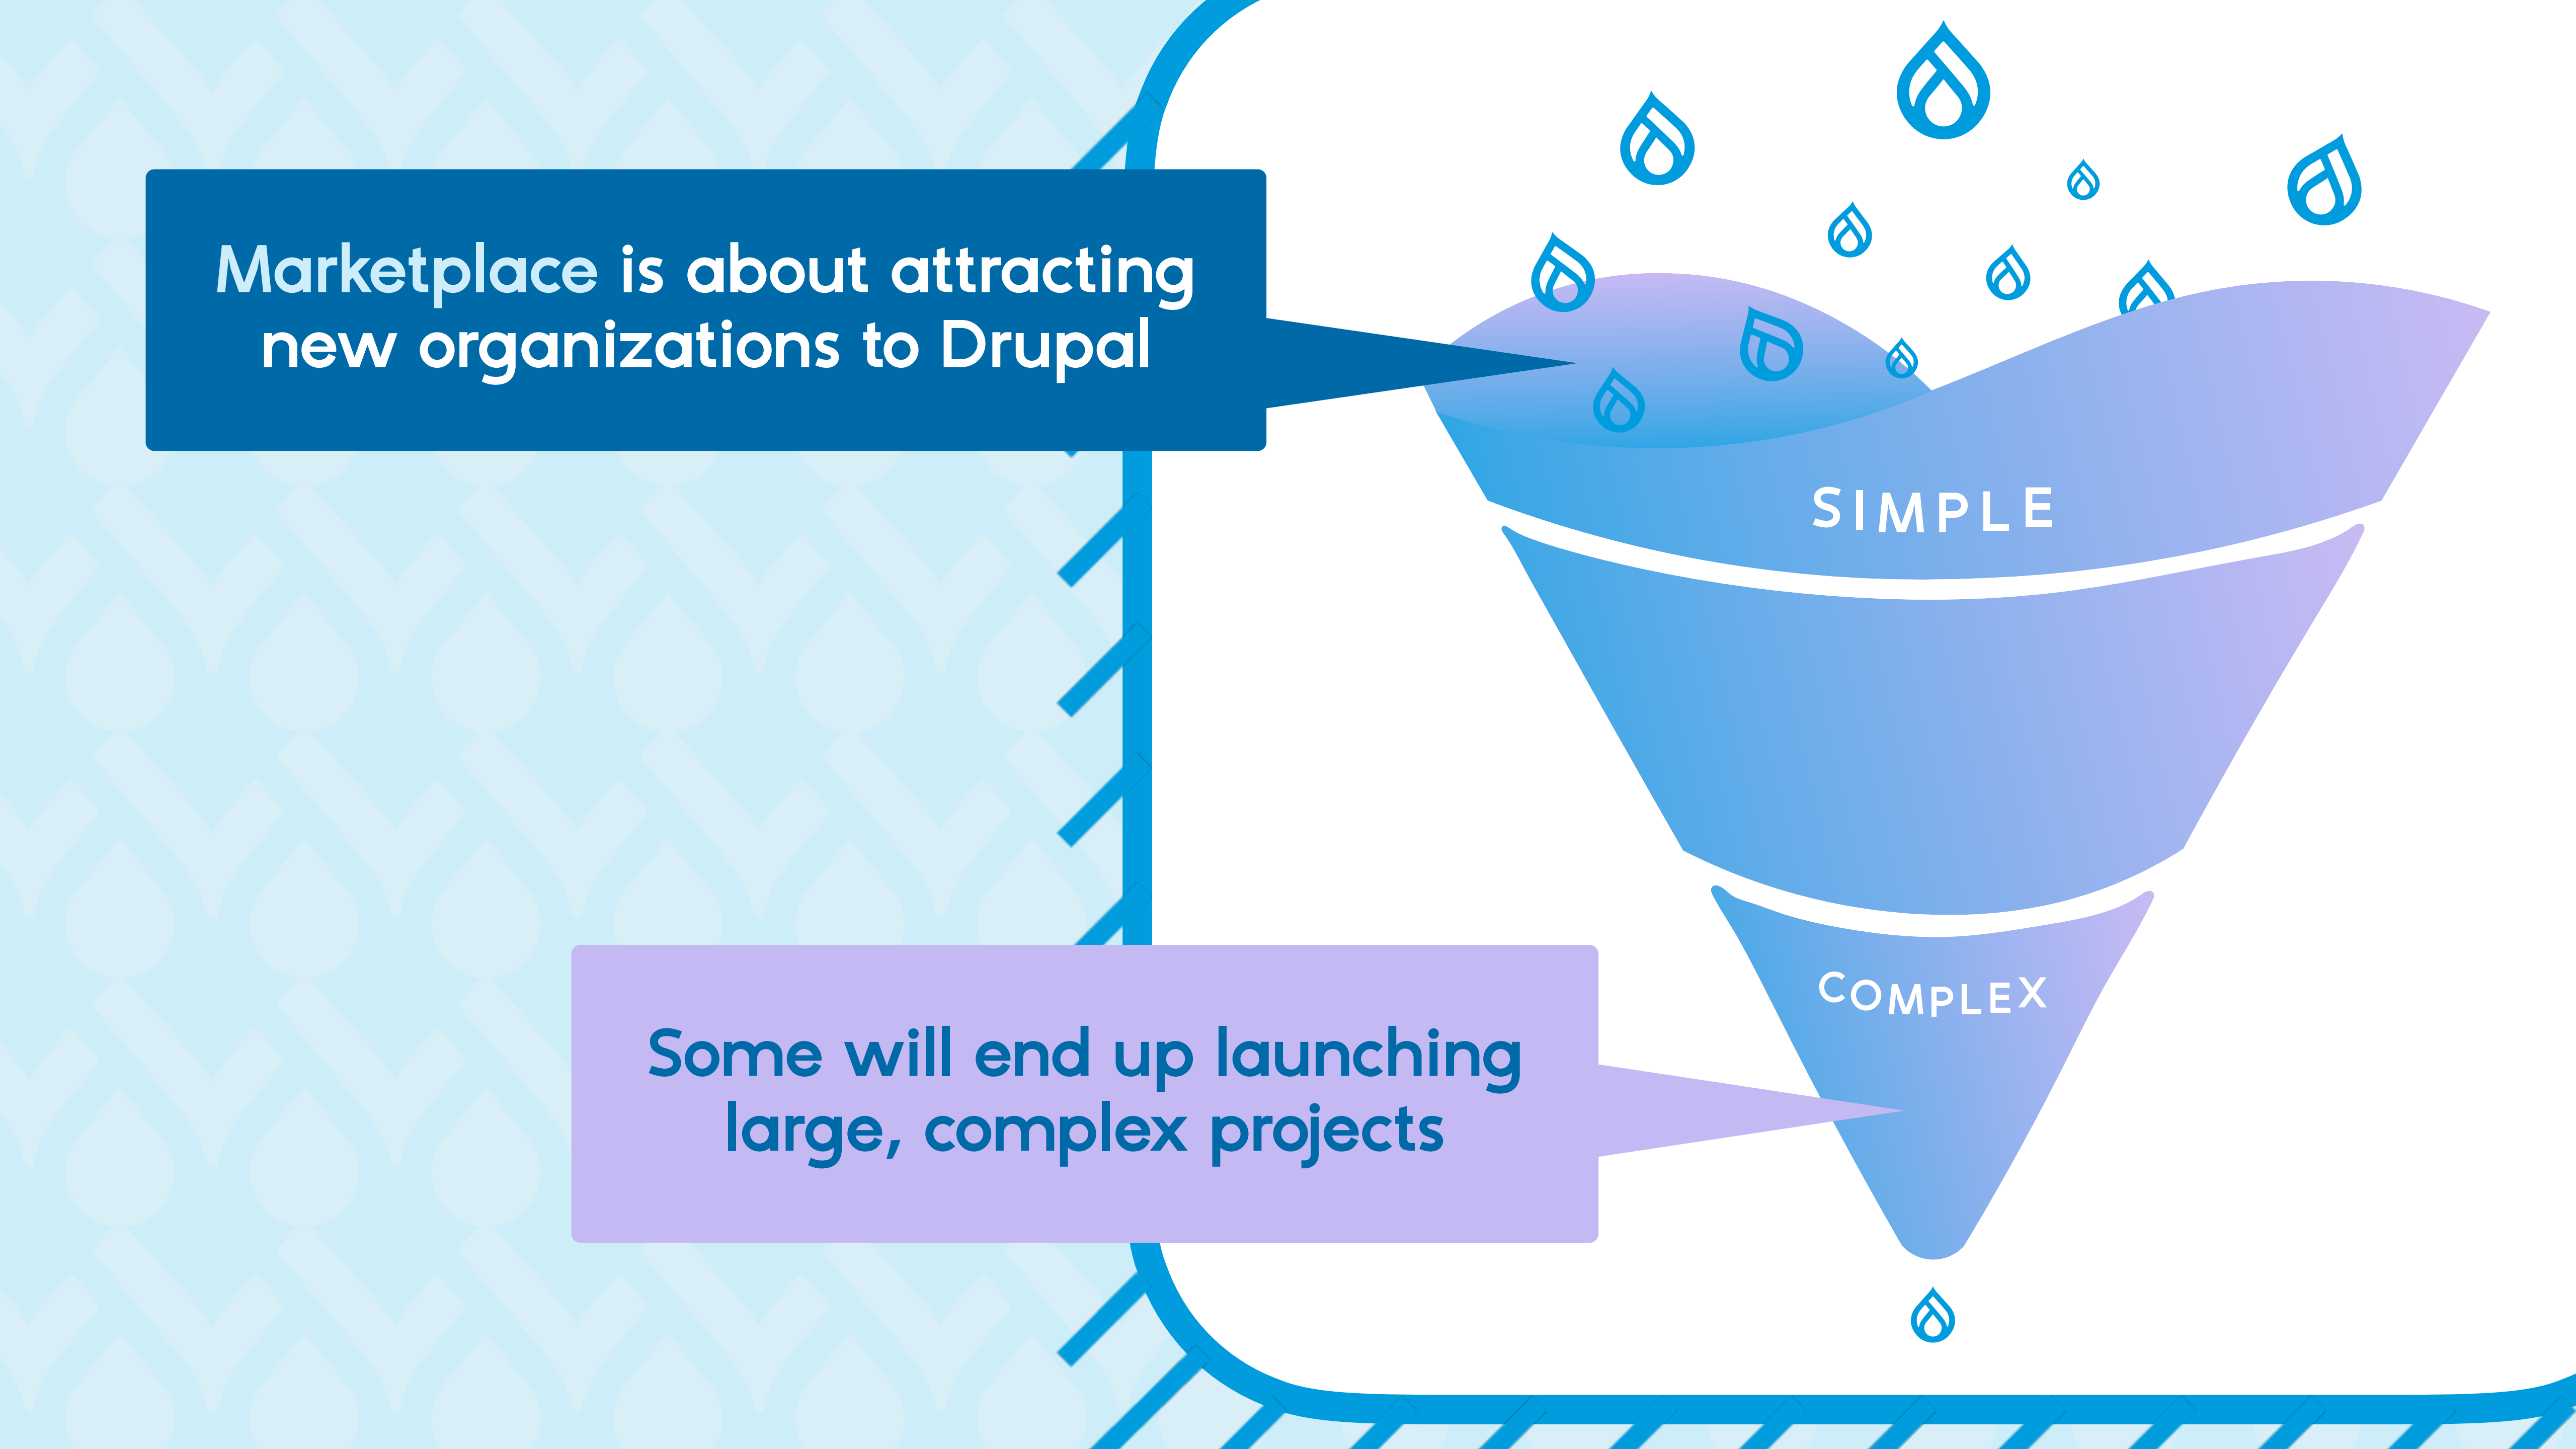 Marketplace is about attracting
new organizations to Drupal
SIMPLE
COMPLEX
Some will end up launching
large, complex projects